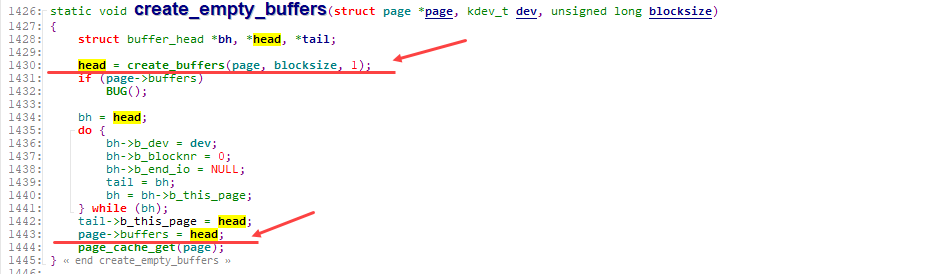 1426: static void create_empty_buffers(struct page *page, kdev_t dev, unsigned long blocksize)
1427: {
1428: struct buffer_head *bh, *head, *tail;
1429:
1430: head = create_buffers(page, blocksize, 1);
1431: if (page->buffers)
1432: BUG();
1433:
1434: bh = head;
1435: do {
1436: bh->b_dev = dev;
1437: bh->b_blocknr = 0;
1438: bh->b_end_io = NULL;
1439: tail = bh;
1440: bh = bh->b_this_page;
1441: } while (bh);
1442: tail->b_this_page = head;
1443: page->buffers = head;
1444: page_cache_get(page);
1445: } « end create_empty_buffers »
1446: